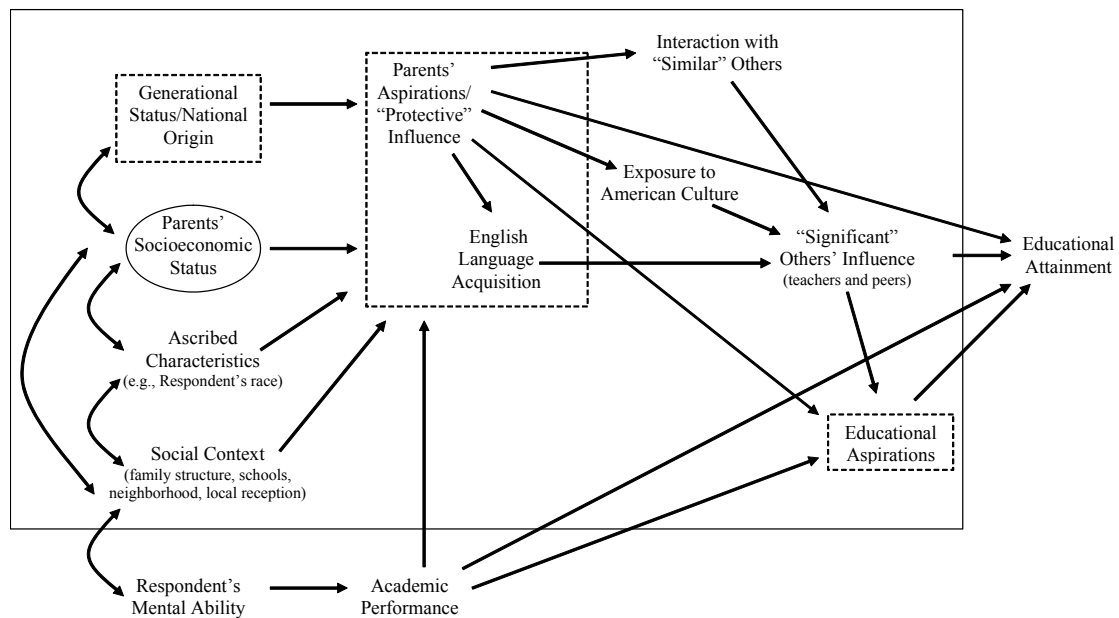 Interaction with
“Similar” Others
Parents’
Aspirations/
“Protective”
Influence
Generational
Status/National
Origin
Exposure to
American Culture
Parents’
Socioeconomic
Status
English
Language
Acquisition
“Significant”
Others’ Influence
(teachers and peers)
Educational
Attainment
Ascribed
Characteristics
(e.g., Respondent’s race)
Social Context
(family structure, schools,
neighborhood, local reception)
Educational
Aspirations
Respondent’s
Mental Ability
Academic
Performance